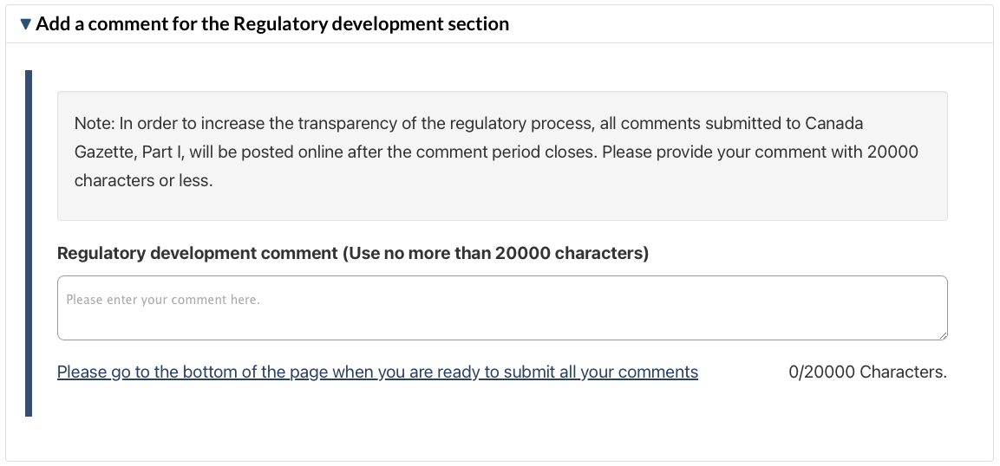 ▼ Add a comment for the Regulatory development section
Note: In order to increase the transparency of the regulatory process, all comments submitted to Canada
Gazette, Part I, will be posted online after the comment period closes. Please provide your comment with 20000
characters or less.
Regulatory development comment (Use no more than 20000 characters)
Please enter your comment here.
Please go to the bottom of the page when you are ready to submit all your comments
0/20000 Characters.